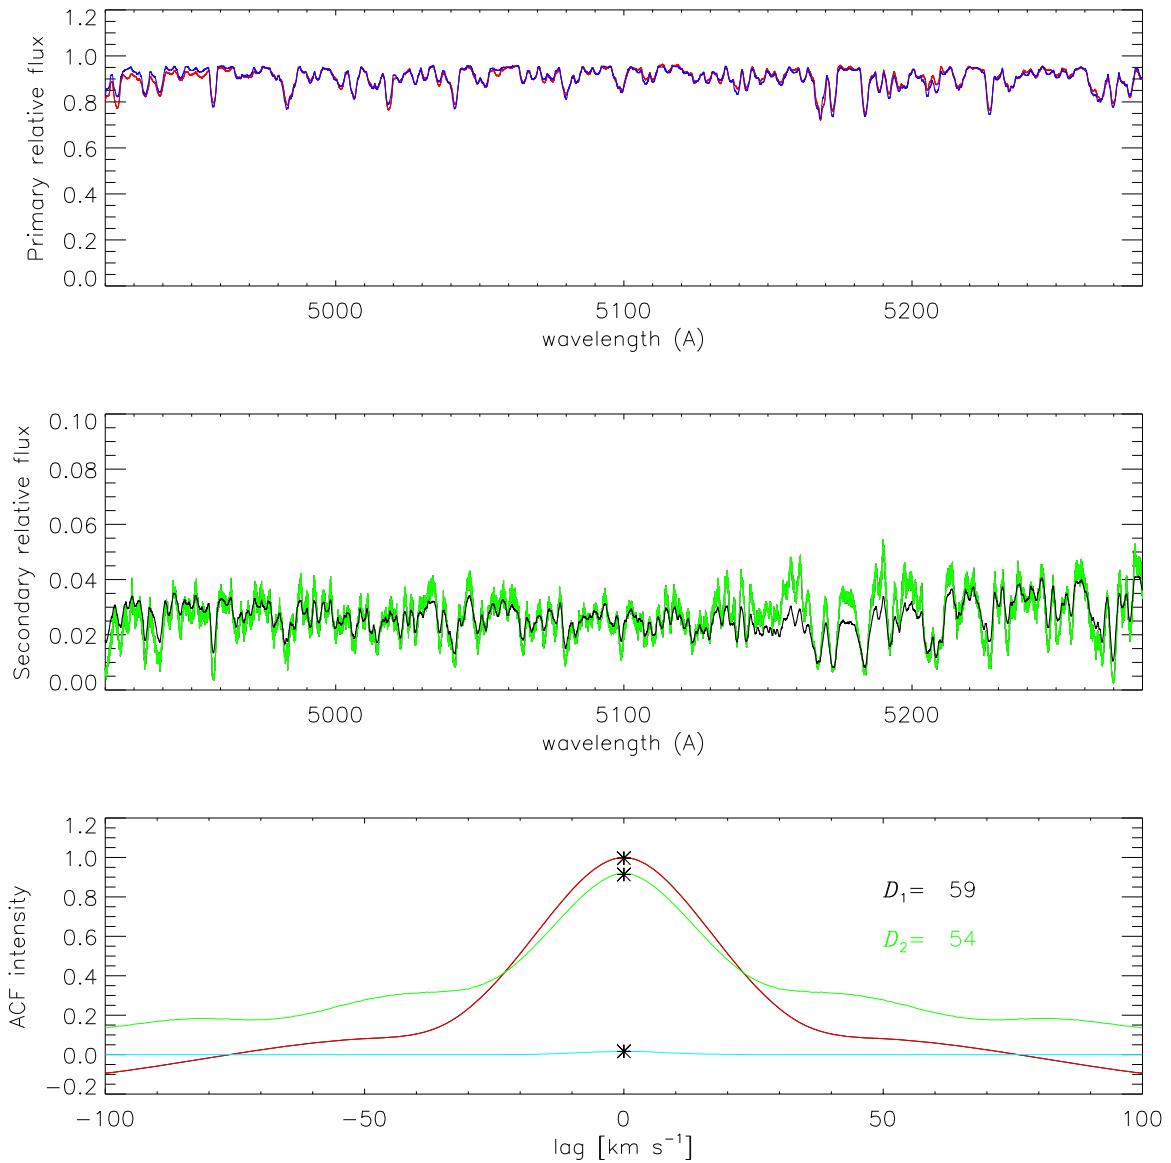 Primary relative flux
1.2
1.0
0.8
0.6
0.4
0.2
0.0
5000 5100 5200
wavelength (A)
Secondary relative flux
0.10
0.08
0.06
0.04
0.02
0.00
5000 5100 5200
wavelength (A)
ACF intensity
1.2
1.0
0.8
0.6
0.4
0.2
0.0
−0.2
D₁= 59
D₂= 54
−100 −50 0 50 100
lag [km s⁻¹]